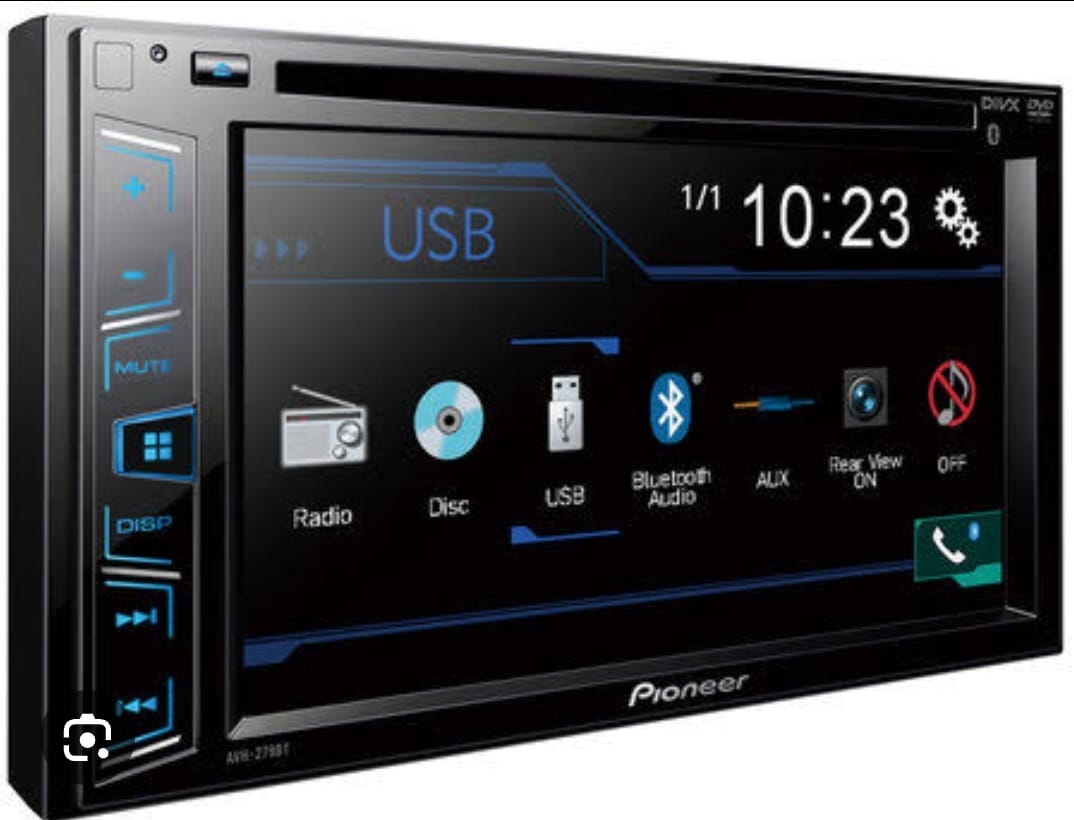 DIVX DVD
USB
1/1 10:23
MUTE
Radio
Disc
USB
Bluetooth
Audio
AUX
Rear View
ON
OFF
DISP
Pioneer